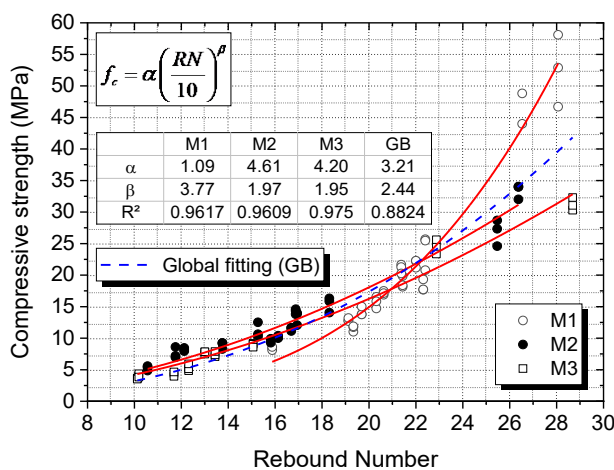 60
55
50
45
40
35
30
25
20
15
10
5
0
Compressive strength (MPa)
f_c = α(RN/10)^β
M1 M2 M3 GB
α 1.09 4.61 4.20 3.21
β 3.77 1.97 1.95 2.44
R² 0.9617 0.9609 0.975 0.8824
Global fitting (GB)
M1
M2
M3
8 10 12 14 16 18 20 22 24 26 28 30
Rebound Number